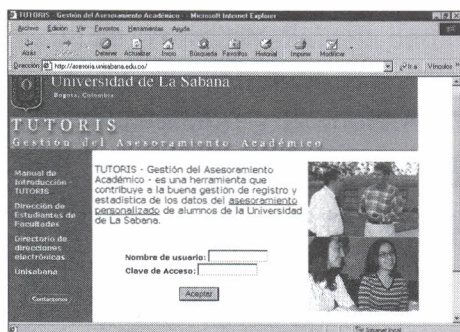 TUTORIS - Gestión del Asesoramiento Académico - Microsoft Internet Explorer
Archivo Edición Ver Favoritos Herramientas Ayuda
Atrás Detener Actualizar Inicio Búsqueda Favoritos Historial Imprimir Modificar
Dirección http://asesoria.unisabana.edu.co/ Ir a Vínculos
Universidad de La Sabana
Bogotá, Colombia
TUTORIS
Gestión del Asesoramiento Académico
Manual de
Introducción -
TUTORIS
Dirección de
Estudiantes de
Facultades
Directorio de
direcciones
electrónicas
Unisabana
Contáctenos
TUTORIS - Gestión del Asesoramiento
Académico - es una herramienta que
contribuye a la buena gestión de registro y
estadística de los datos del asesoramiento
personalizado de alumnos de la Universidad
de La Sabana.
Nombre de usuario:
Clave de Acceso:
Aceptar
Intranet local